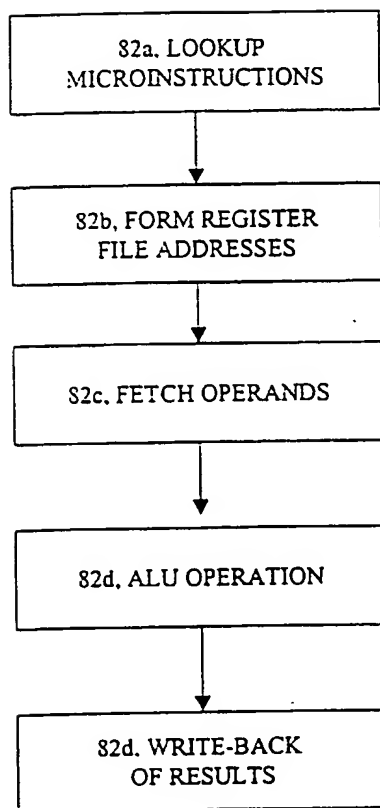 82a, LOOKUP
MICROINSTRUCTIONS
82b, FORM REGISTER
FILE ADDRESSES
82c, FETCH OPERANDS
82d, ALU OPERATION
82d, WRITE-BACK
OF RESULTS